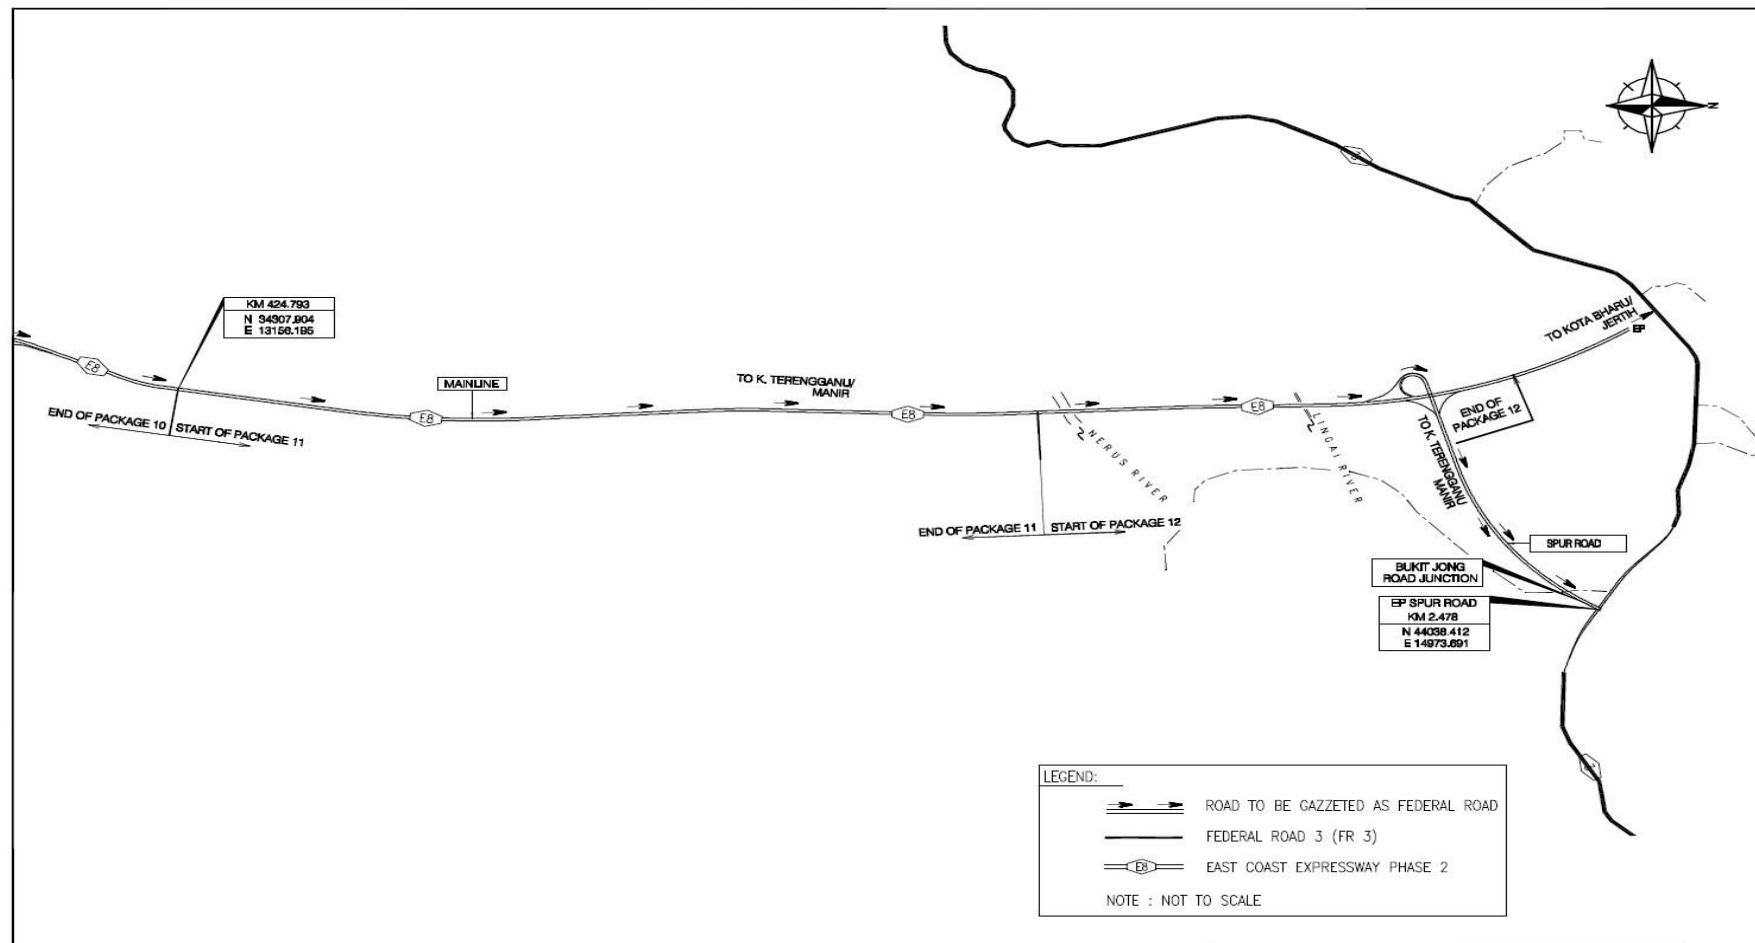 N
KM 424.793
N 34307.904
E 13156.195
TO KOTA BHARU/
JERTIH
EP
E8
MAINLINE
TO K. TERENGGANU/
MANIR
E8
E8
E8
END OF PACKAGE 10
START OF PACKAGE 11
END OF
PACKAGE 12
TO K. TERENGGANU
MANIR
NERUS RIVER
LINGAI RIVER
END OF PACKAGE 11
START OF PACKAGE 12
SPUR ROAD
BUKIT JONG
ROAD JUNCTION
EP SPUR ROAD
KM 2.478
N 44038.412
E 14973.691
LEGEND:
ROAD TO BE GAZZETED AS FEDERAL ROAD
FEDERAL ROAD 3 (FR 3)
E8
EAST COAST EXPRESSWAY PHASE 2
NOTE : NOT TO SCALE